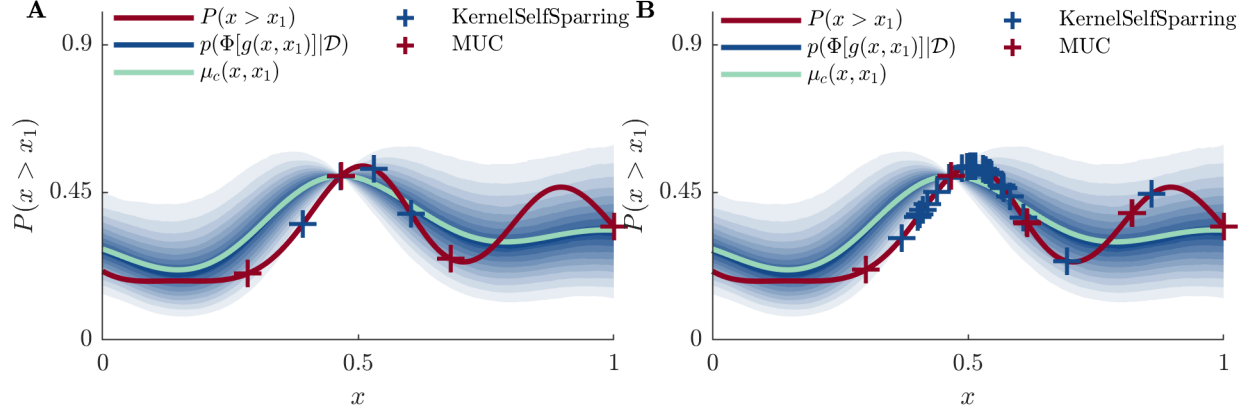 A
P(x > x₁)
p(Φ[g(x, x₁)]|𝒟)
μ_c(x, x₁)
KernelSelfSparring
MUC
0.9
0.45
0
P(x > x₁)
0
0.5
1
x
B
P(x > x₁)
p(Φ[g(x, x₁)]|𝒟)
μ_c(x, x₁)
KernelSelfSparring
MUC
0.9
0.45
0
P(x > x₁)
0
0.5
1
x